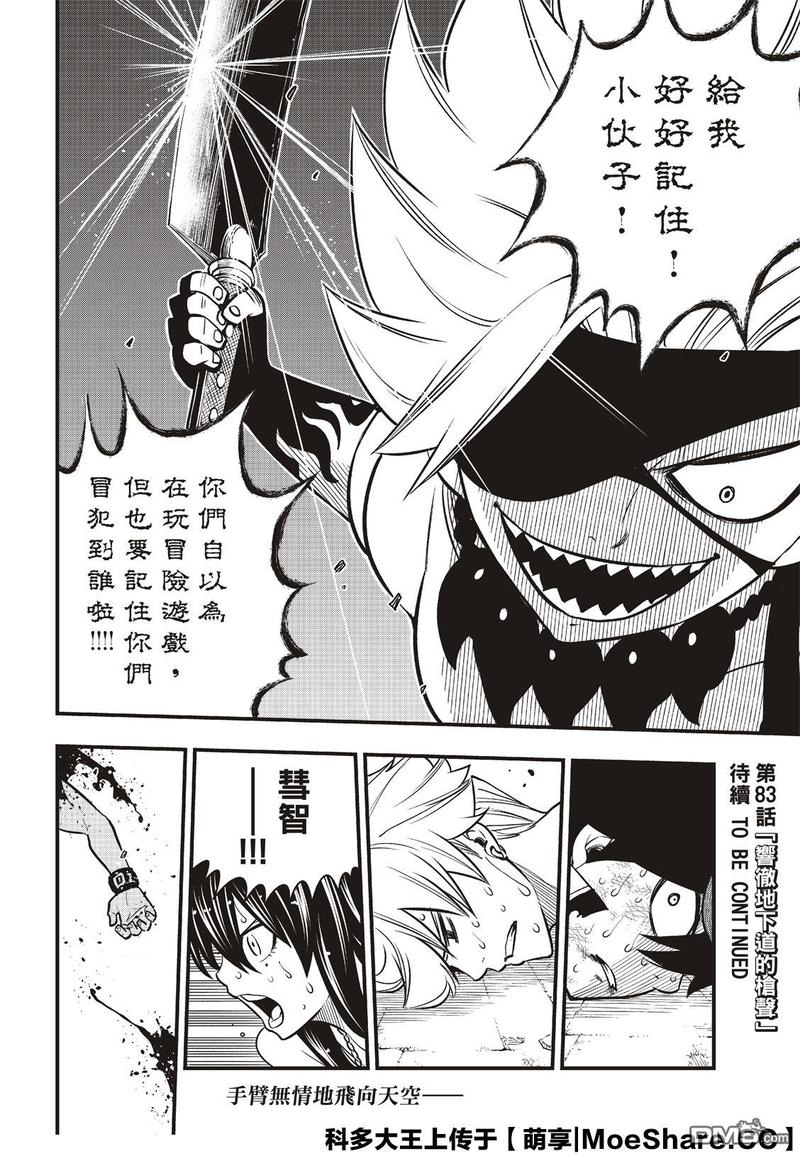 給我
好好記住！
小伙子！
你們自以為
在玩冒險遊戲，
但也要記住你們
冒犯到誰啦!!!!
第83話「響徹地下道的槍聲」
待續 TO BE CONTINUED
彗智
——!!!
手臂無情地飛向天空——
科多大王上传于【萌享|MoeShare.CC】